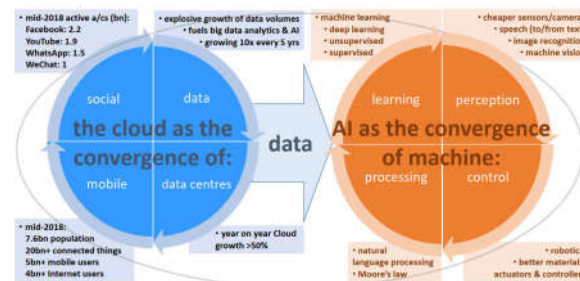 • mid-2018 active a/cs (bn):
Facebook: 2.2
YouTube: 1.9
WhatsApp: 1.5
WeChat: 1
• explosive growth of data volumes
• fuels big data analytics & AI
• growing 10x every 5 yrs
• machine learning
• deep learning
• unsupervised
• supervised
cheaper sensors/camera
• speech (to/from text
• image recognition
• machine vision
social
data
the cloud as the
convergence of:
mobile
data centres
data
learning
perception
AI as the convergence
of machine:
processing
control
• mid-2018:
7.6bn population
20bn+ connected things
5bn+ mobile users
4bn+ Internet users
• year on year Cloud
growth >50%
• natural
language processing
• Moore's law
• robotic
• better material
actuators & controller